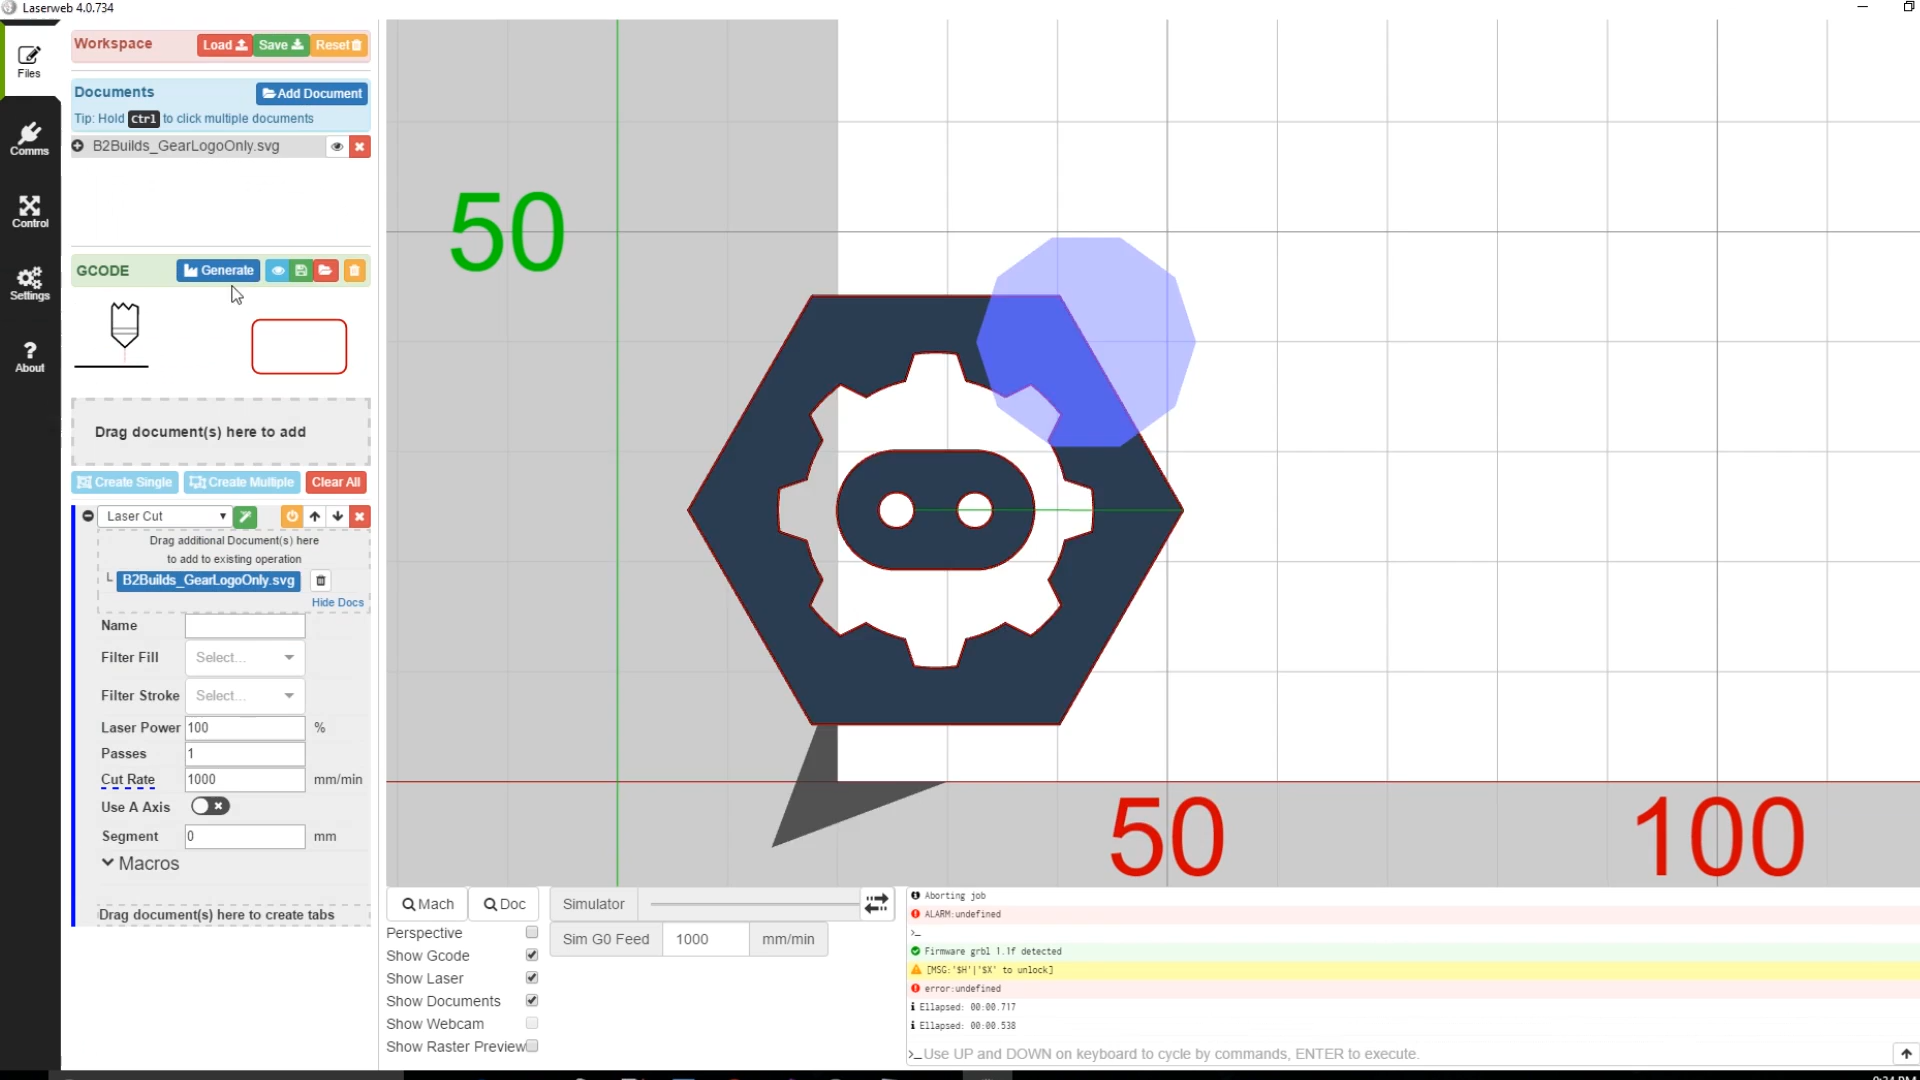 Laserweb 4.0.734
Files
Comms
Control
Settings
About
Workspace
Load
Save
Reset
Documents
Add Document
Tip: Hold Ctrl to click multiple documents
B2Builds_GearLogoOnly.svg
GCODE
Generate
Drag document(s) here to add
Create Single
Create Multiple
Clear All
Laser Cut
Drag additional Document(s) here
to add to existing operation
B2Builds_GearLogoOnly.svg
Hide Docs
Name
Filter Fill Select...
Filter Stroke Select...
Laser Power 100 %
Passes 1
Cut Rate 1000 mm/min
Use A Axis
Segment 0 mm
Macros
Drag document(s) here to create tabs
50
50
100
Mach
Doc
Simulator
Perspective
Show Gcode
Show Laser
Show Documents
Show Webcam
Show Raster Preview
Sim G0 Feed 1000 mm/min
Aborting job
ALARM:undefined
>_
Firmware grbl 1.1f detected
[MSG:'$H'|'$X' to unlock]
error:undefined
Ellapsed: 00:00.717
Ellapsed: 00:00.538
>_ Use UP and DOWN on keyboard to cycle by commands, ENTER to execute.